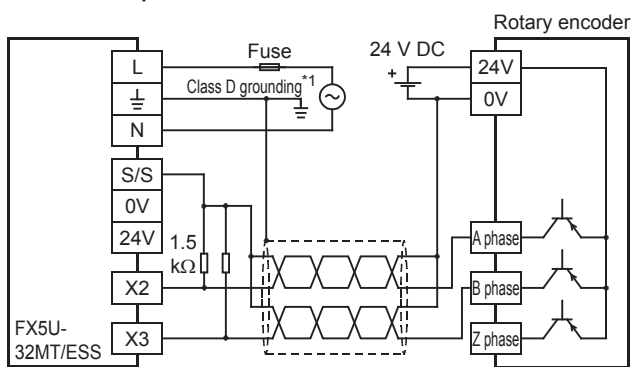 Rotary encoder
Fuse
24 V DC
L
Class D grounding*1
N
+
24V
0V
S/S
0V
24V
1.5
kΩ
X2
X3
FX5U-
32MT/ESS
A phase
B phase
Z phase